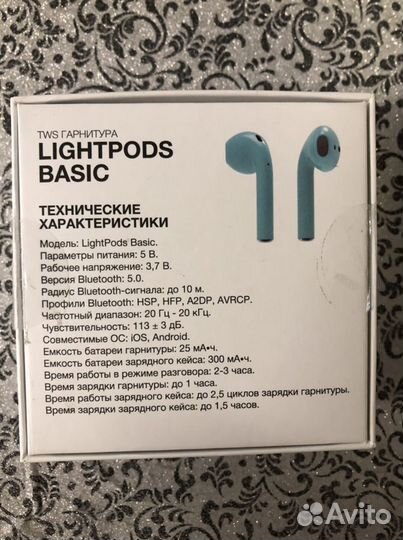 TWS ГАРНИТУРА
LIGHTPODS
BASIC
ТЕХНИЧЕСКИЕ
ХАРАКТЕРИСТИКИ
Модель: LightPods Basic.
Параметры питания: 5 В.
Рабочее напряжение: 3,7 В.
Версия Bluetooth: 5.0.
Радиус Bluetooth-сигнала: до 10 м.
Профили Bluetooth: HSP, HFP, A2DP, AVRCP.
Частотный диапазон: 20 Гц - 20 кГц.
Чувствительность: 113 ± 3 дБ.
Совместимые ОС: iOS, Android.
Емкость батареи гарнитуры: 25 мА•ч.
Емкость батареи зарядного кейса: 300 мА•ч.
Время работы в режиме разговора: 2-3 часа.
Время зарядки гарнитуры: до 1 часа.
Время работы зарядного кейса: до 2,5 циклов зарядки гарнитуры.
Время зарядки зарядного кейса: до 1,5 часов.
Avito